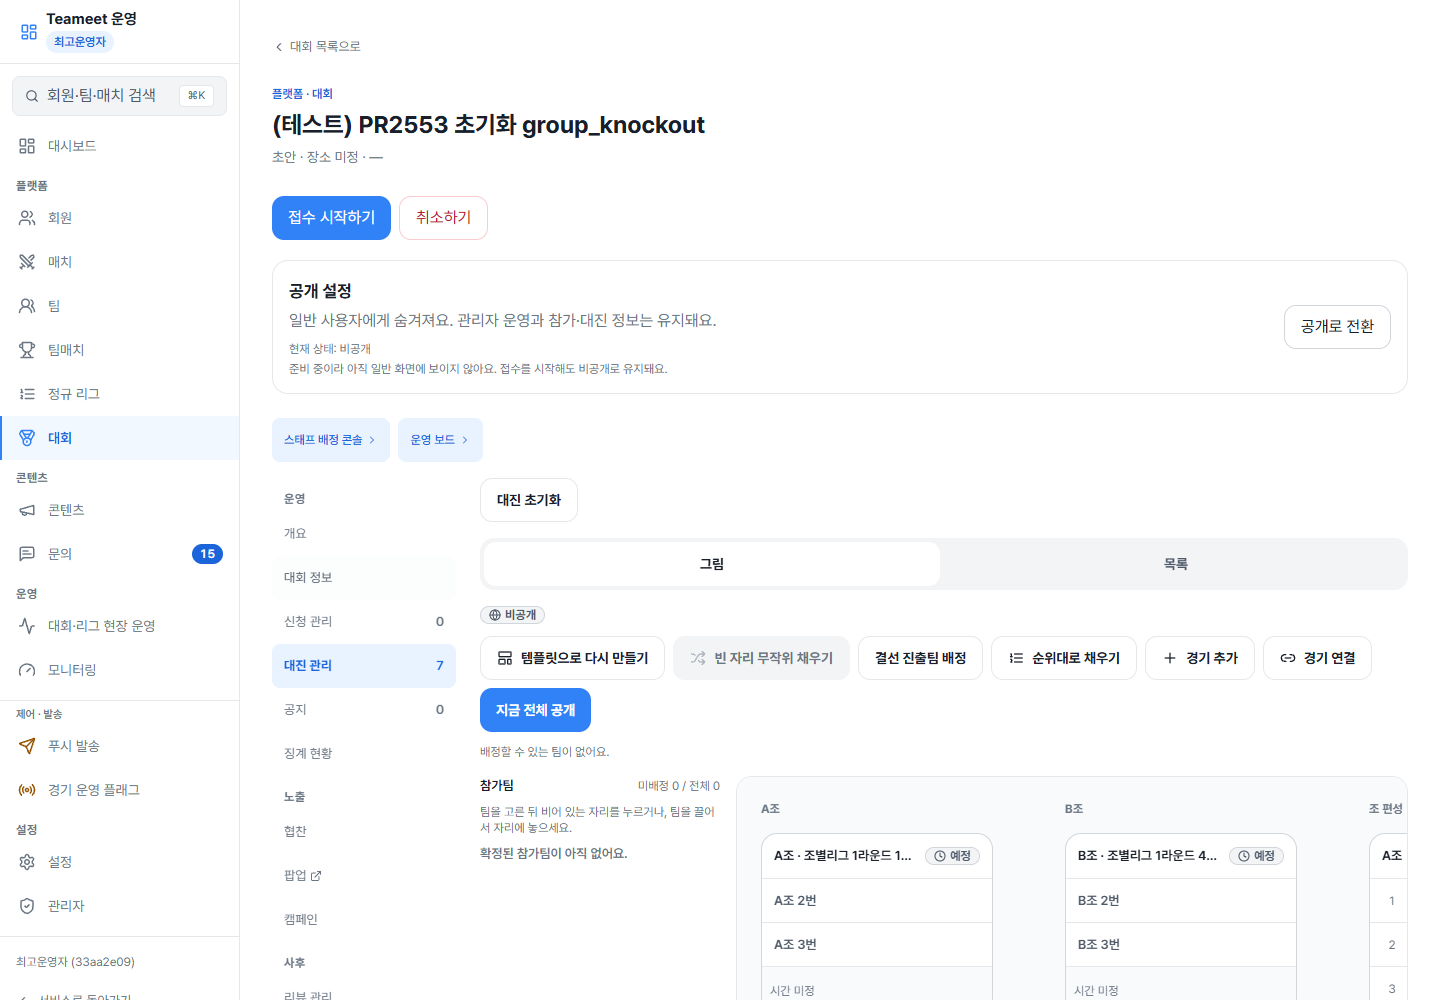 Teameet 운영
최고운영자
회원·팀·매치 검색
⌘K
대시보드
플랫폼
회원
매치
팀
팀매치
정규 리그
대회
콘텐츠
콘텐츠
문의
15
운영
대회·리그 현장 운영
모니터링
제어 · 발송
푸시 발송
경기 운영 플래그
설정
설정
관리자
최고운영자 (33aa2e09)
서비스로 돌아가기
대회 목록으로
플랫폼 · 대회
(테스트) PR2553 초기화 group_knockout
초안 · 장소 미정 · —
접수 시작하기
취소하기
공개 설정
일반 사용자에게 숨겨져요. 관리자 운영과 참가·대진 정보는 유지돼요.
현재 상태: 비공개
준비 중이라 아직 일반 화면에 보이지 않아요. 접수를 시작해도 비공개로 유지돼요.
공개로 전환
스태프 배정 콘솔
운영 보드
운영
개요
대회 정보
신청 관리 0
대진 관리 7
공지 0
징계 현황
노출
협찬
팝업
캠페인
사후
리뷰 관리
대진 초기화
그림
목록
비공개
템플릿으로 다시 만들기
빈 자리 무작위 채우기
결선 진출팀 배정
순위대로 채우기
경기 추가
경기 연결
지금 전체 공개
배정할 수 있는 팀이 없어요.
참가팀
미배정 0 / 전체 0
팀을 고른 뒤 비어 있는 자리를 누르거나, 팀을 끌어
서 자리에 놓으세요.
확정된 참가팀이 아직 없어요.
A조
A조 · 조별리그 1라운드 1...
예정
A조 2번
A조 3번
시간 미정
B조
B조 · 조별리그 1라운드 4...
예정
B조 2번
B조 3번
시간 미정
조 편성
A조
1
2
3